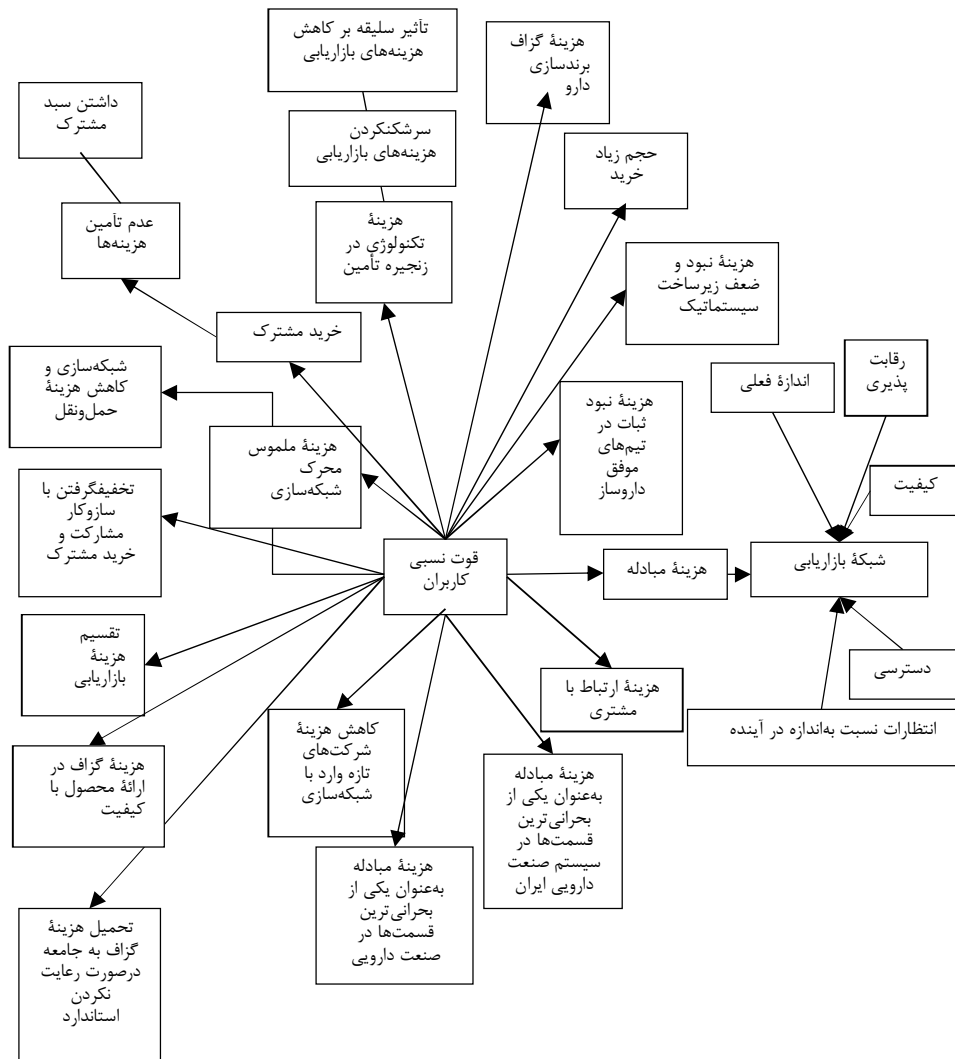 تأثیر سلیقه بر کاهش
هزینه‌های بازاریابی
هزینهٔ گزاف
برندسازی
دارو
داشتن سبد
مشترک
سرشکنکردن
هزینه‌های بازاریابی
حجم زیاد
خرید
عدم تأمین
هزینه‌ها
هزینهٔ
تکنولوژی در
زنجیره تأمین
هزینهٔ نبود و
ضعف زیرساخت
سیستماتیک
خرید مشترک
رقابت
پذیری
اندازهٔ فعلی
شبکه‌سازی و
کاهش هزینهٔ
حمل‌ونقل
هزینهٔ نبود
ثبات در
تیم‌های
موفق
داروساز
هزینهٔ ملموس
محرک
شبکه‌سازی
کیفیت
تخفیفگرفتن با
سازوکار
مشارکت و
خرید مشترک
قوت نسبی
کاربران
هزینهٔ مبادله
شبکهٔ بازاریابی
تقسیم
هزینهٔ
بازاریابی
دسترسی
هزینهٔ ارتباط با
مشتری
انتظارات نسبت به‌اندازه در آینده
کاهش هزینهٔ
شرکت‌های
تازه وارد با
شبکه‌سازی
هزینهٔ گزاف در
ارائهٔ محصول با
کیفیت
هزینهٔ مبادله
به‌عنوان یکی از
بحرانی‌ترین
قسمت‌ها در
سیستم صنعت
دارویی ایران
هزینهٔ مبادله
به‌عنوان یکی از
بحرانی‌ترین
قسمت‌ها در
صنعت دارویی
تحمیل هزینهٔ
گزاف به جامعه
درصورت رعایت
نکردن
استاندارد